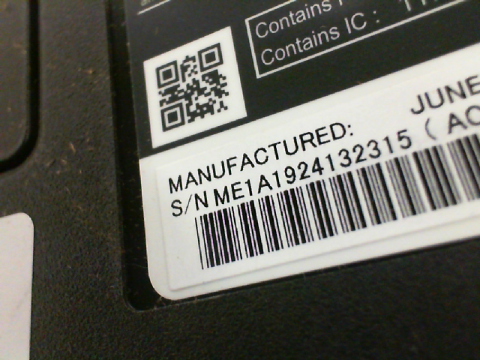 Contains
Contains IC :
MANUFACTURED: JUNE
S/N ME1A1924132315 ( AC